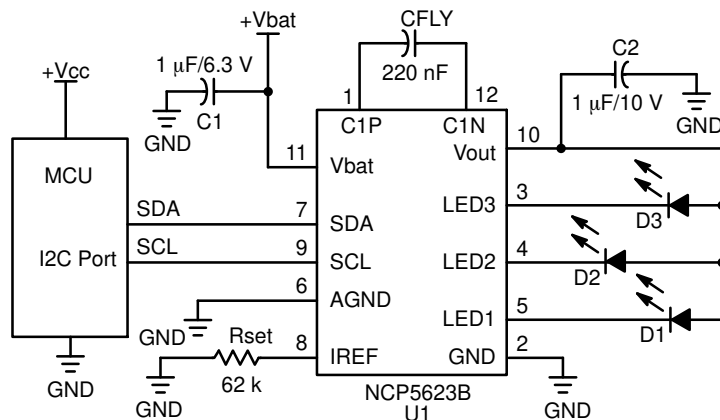 +Vbat
CFLY
+Vcc
1 µF/6.3 V
220 nF
C2
1
12
1 µF/10 V
GND
C1
C1P
C1N
10
GND
11
Vbat
Vout
MCU
SDA
7
SDA
LED3
3
D3
I2C Port
SCL
9
SCL
LED2
4
D2
6
AGND
GND
LED1
5
D1
Rset
8
IREF
GND
2
GND
GND
62 k
NCP5623B
GND
U1